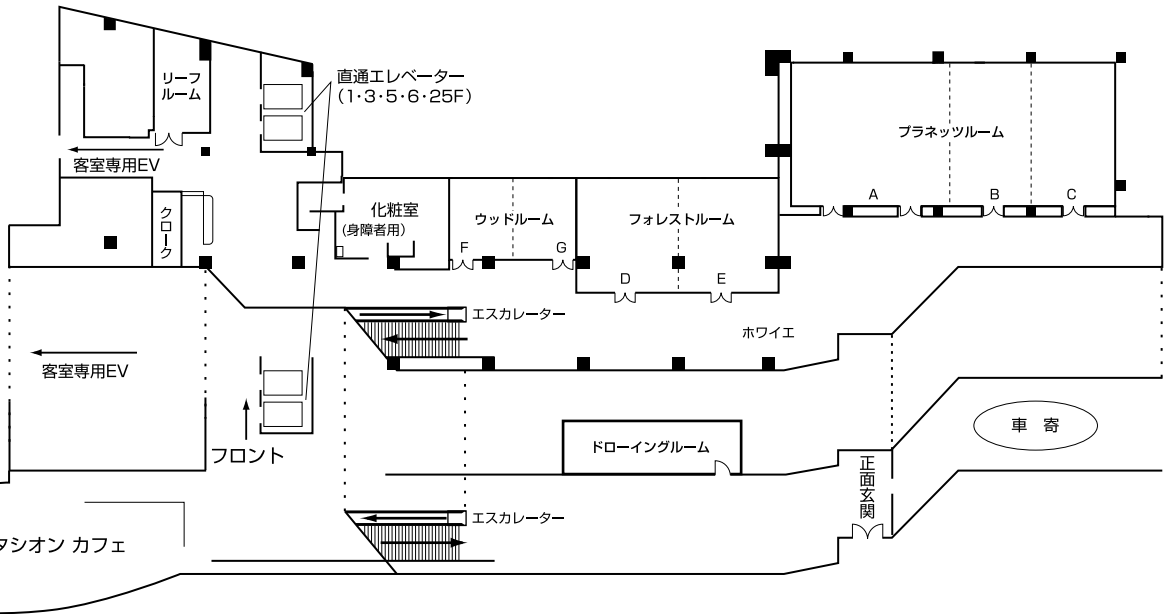 リーフ
ルーム
直通エレベーター
(1・3・5・6・25F)
客室専用EV
クローク
化粧室
(身障者用)
ウッドルーム
F
G
フォレストルーム
D
E
プラネッツルーム
A
B
C
エスカレーター
ホワイエ
客室専用EV
フロント
ドローイングルーム
車 寄
正面玄関
エスカレーター
タシオン カフェ